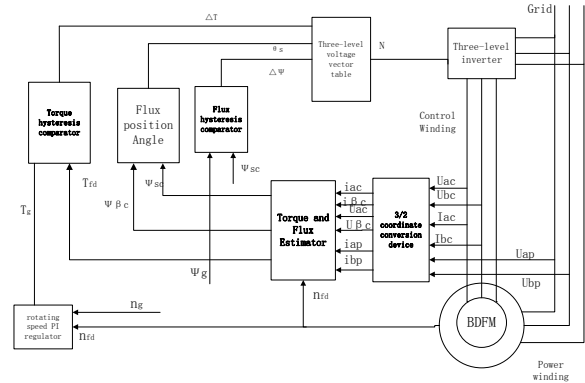 Grid
△T
θs
△Ψ
Three-level
voltage
vector
table
N
Three-level
inverter
Torque
hysteresis
comparator
Flux
position
Angle
Flux
hysteresis
comparator
Control
Winding
Tg
Tfd
Ψβc
Ψsc
Ψsc
Ψg
Torque and
Flux
Estimator
iac
iβc
Uac
Uβc
iap
ibp
3/2
coordinate
conversion
device
Uac
Ubc
Iac
Ibc
Uap
Ubp
rotating
speed PI
regulator
ng
nfd
nfd
BDFM
Power
winding